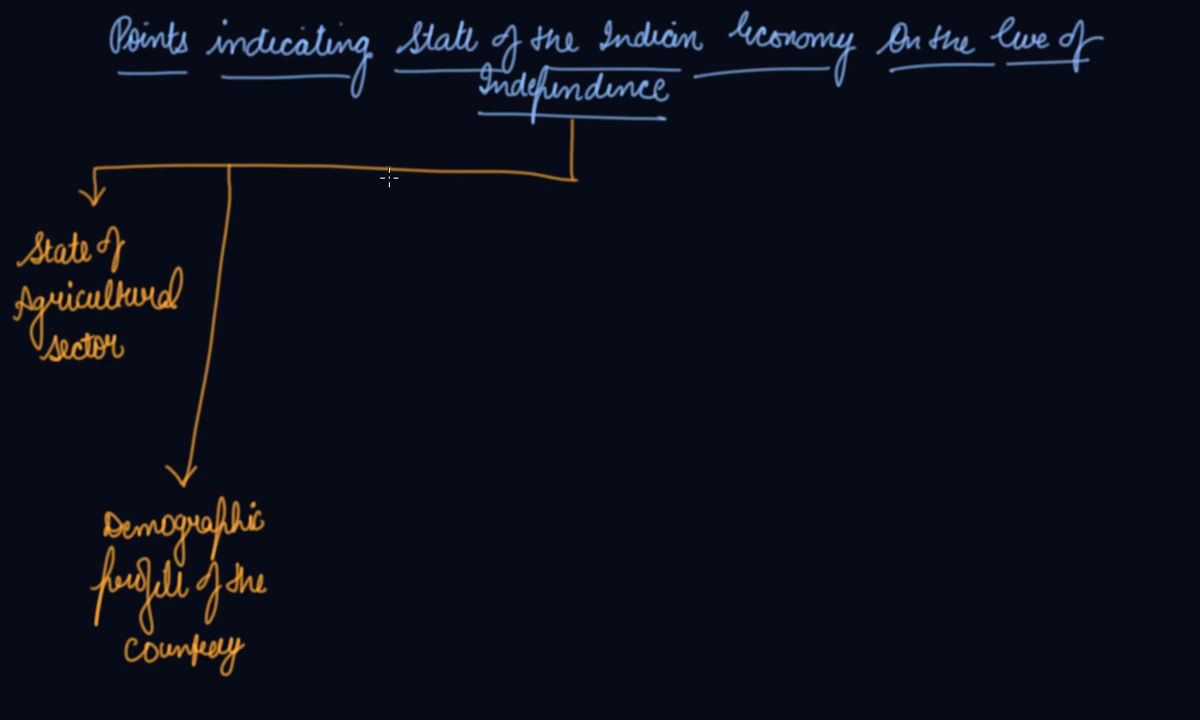 Points indicating State of the Indian Economy On the Eve of
Independence
State of
Agricultural
sector
Demographic
profile of the
country